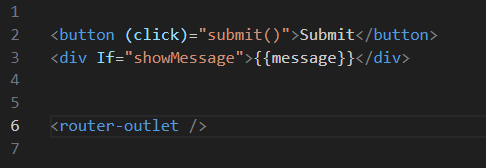 1
2 <button (click)="submit()">Submit</button>
3 <div If="showMessage">{{message}}</div>
4
5
6 <router-outlet />
7